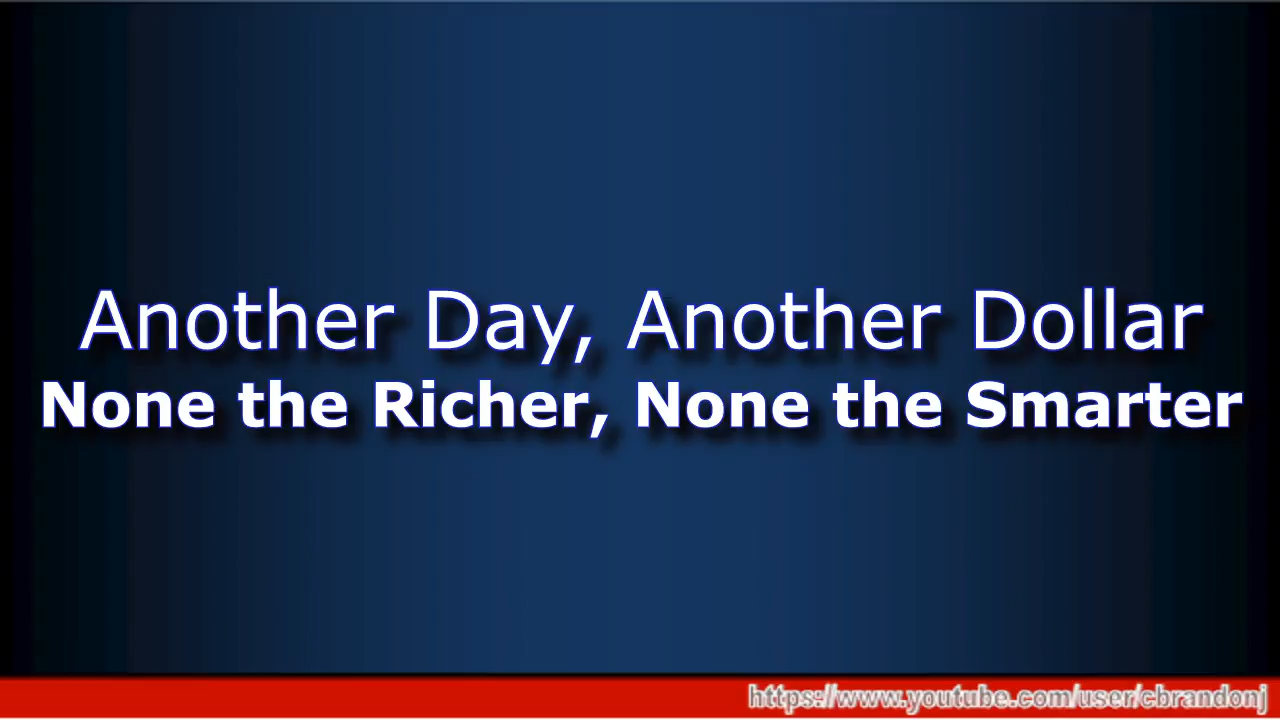 Another Day, Another Dollar
None the Richer, None the Smarter
https://www.youtube.com/user/cbrandonj